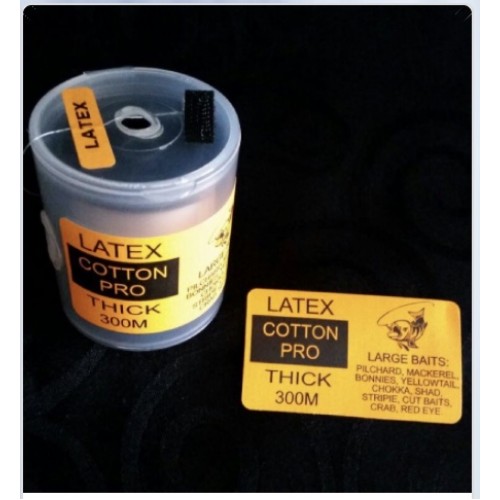 LATEX
LATEX
COTTON
PRO
THICK
300M
LATEX
COTTON
PRO
THICK
300M
LARGE BAITS:
PILCHARD, MACKEREL,
BONNIES, YELLOWTAIL,
CHOKKA, SHAD,
STRIPIE, CUT BAITS,
CRAB, RED EYE